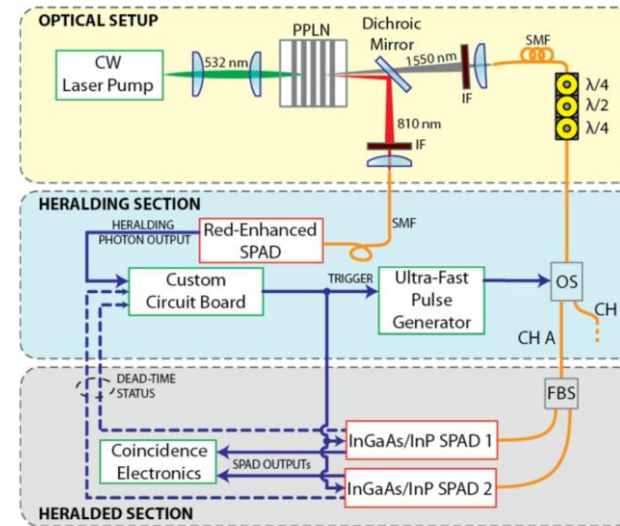 OPTICAL SETUP
CW
Laser Pump
532 nm
PPLN
Dichroic
Mirror
1550nm
IF
SMF
λ/4
λ/2
λ/4
810 nm
IF
HERALDING SECTION
HERALDING
PHOTON OUTPUT
Red-Enhanced
SPAD
SMF
Custom
Circuit Board
TRIGGER
Ultra-Fast
Pulse
Generator
OS
CH
CH A
DEAD-TIME
STATUS
FBS
Coincidence
Electronics
SPAD OUTPUTs
InGaAs/InP SPAD 1
InGaAs/InP SPAD 2
HERALDED SECTION